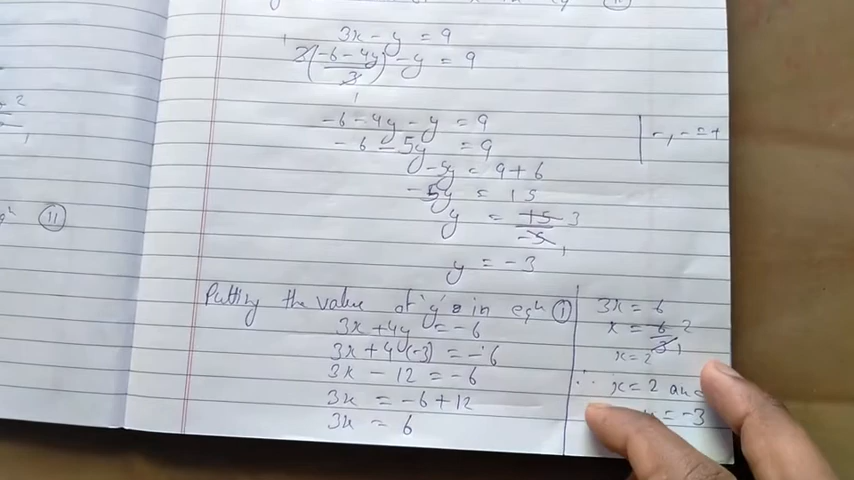 3x - y = 9
3(-6-4y/3) - y = 9
-6 - 4y - y = 9
-6 - 5y = 9
-5y = 9 + 6
-5y = 15
y = 15/-5
y = -3
-, - = +
Putting the value of 'y' in eqn (I)
3x + 4y = -6
3x + 4(-3) = -6
3x - 12 = -6
3x = -6 + 12
3x = 6
3x = 6
x = 6/3
x = 2
∴ x = 2 an
= -3
(II)